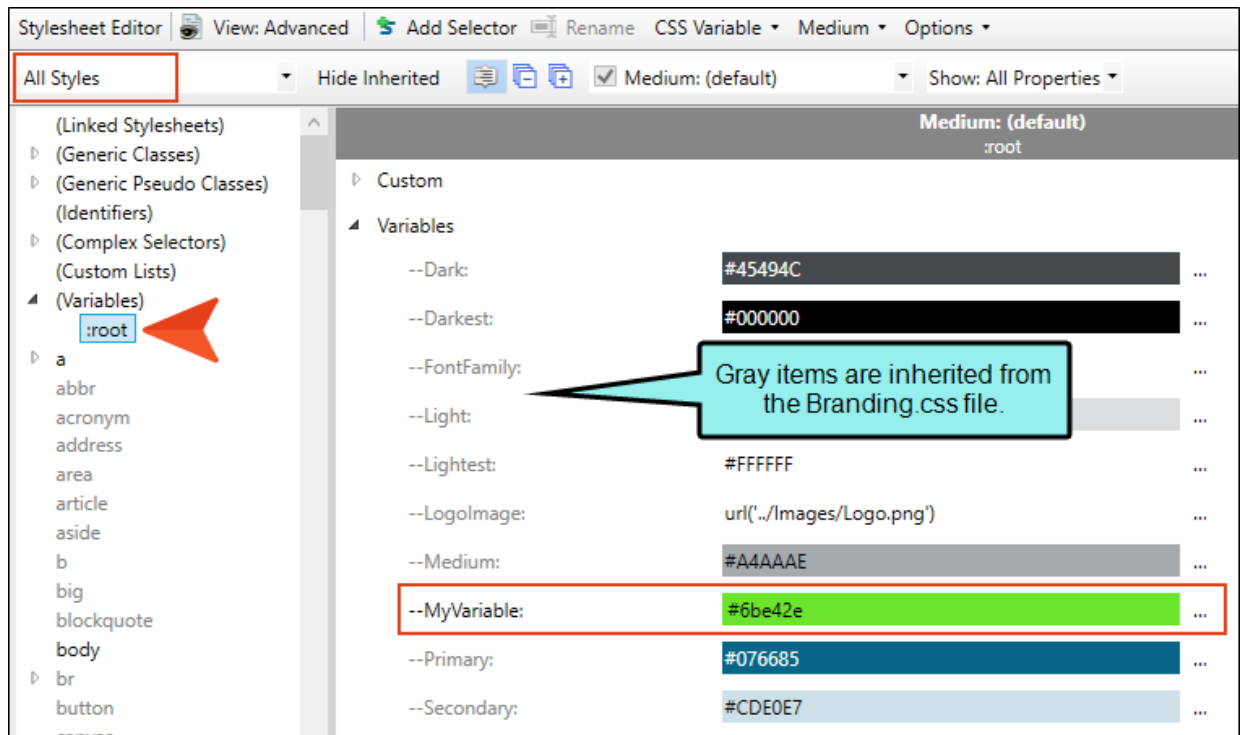 Stylesheet Editor View: Advanced Add Selector Rename CSS Variable Medium Options
All Styles Hide Inherited Medium: (default) Show: All Properties
(Linked Stylesheets)
(Generic Classes)
(Generic Pseudo Classes)
(Identifiers)
(Complex Selectors)
(Custom Lists)
(Variables)
:root
a
abbr
acronym
address
area
article
aside
b
big
blockquote
body
br
button
Medium: (default)
:root
Custom
Variables
--Dark: #45494C ...
--Darkest: #000000 ...
--FontFamily: ...
--Light: ...
--Lightest: #FFFFFF ...
--LogoImage: url('../Images/Logo.png') ...
--Medium: #A4AAAE ...
--MyVariable: #6be42e ...
--Primary: #076685 ...
--Secondary: #CDE0E7 ...
Gray items are inherited from
the Branding.css file.